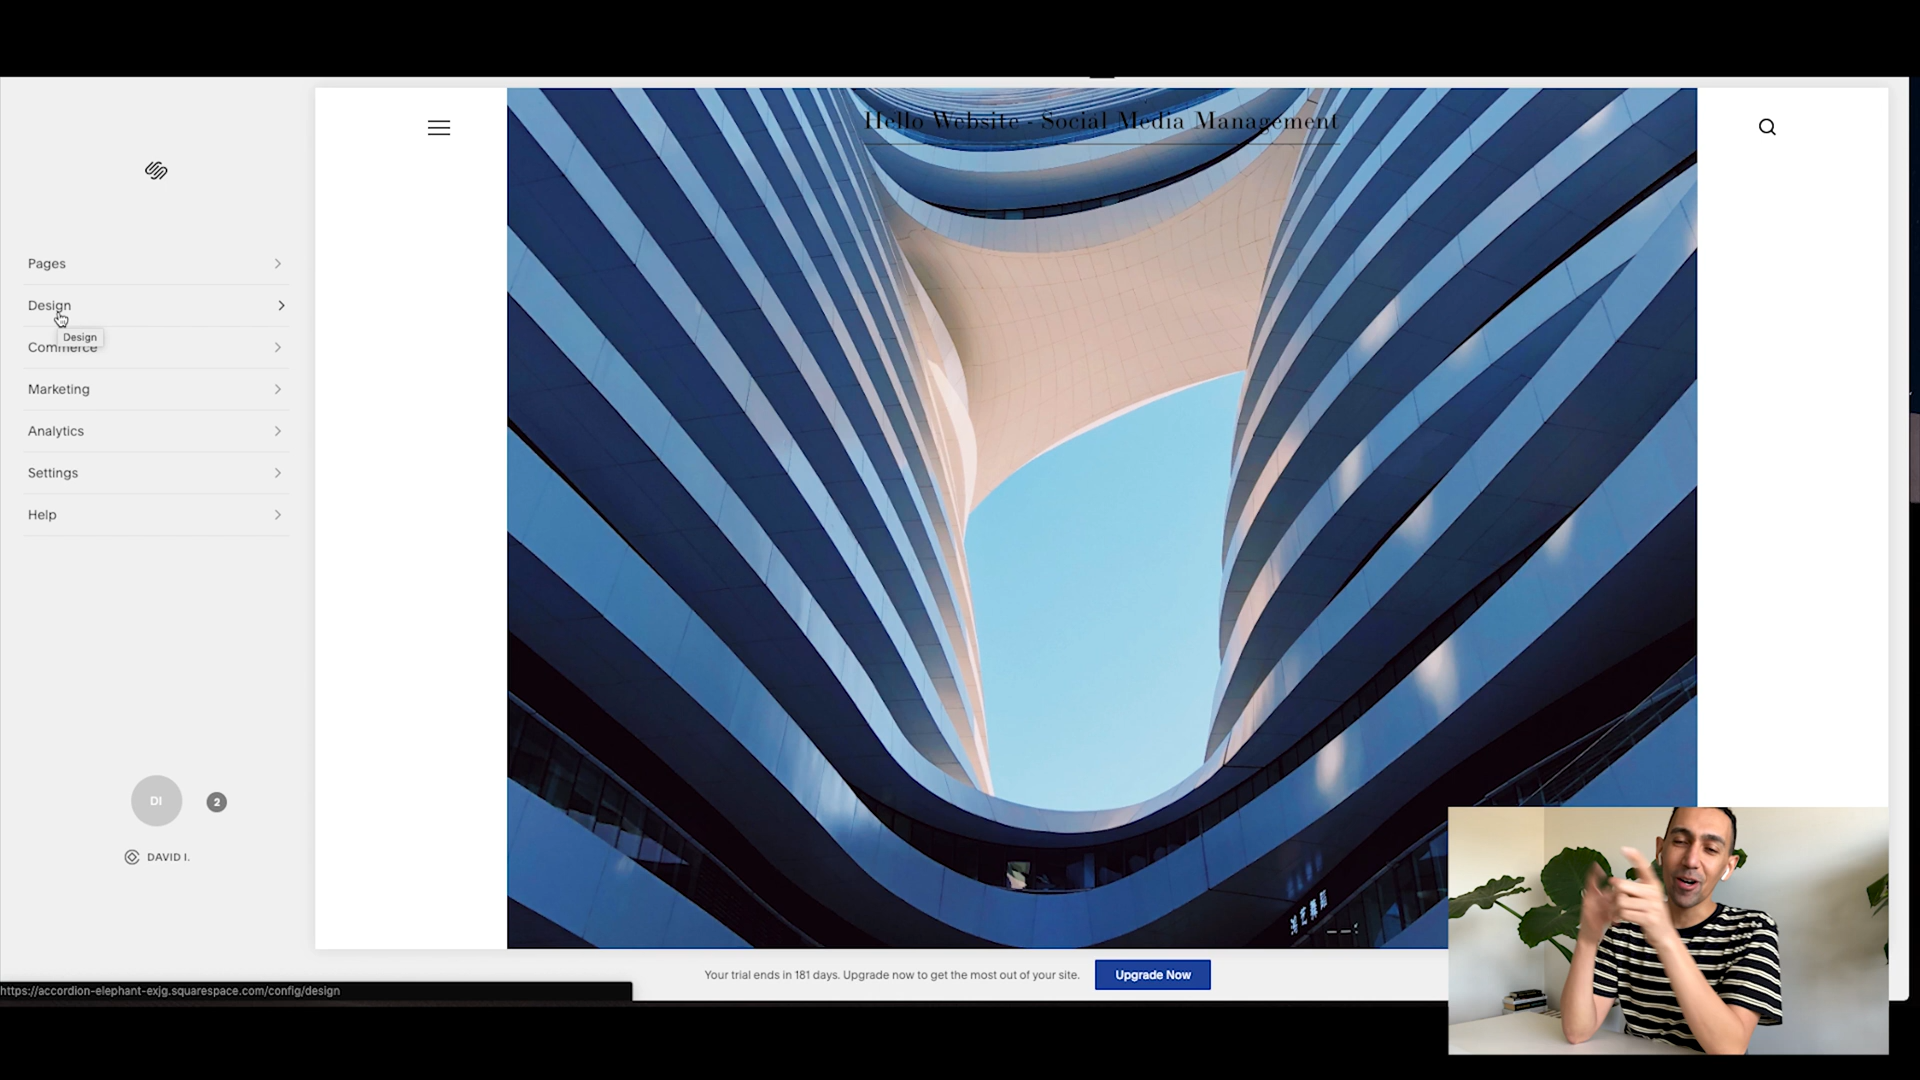 Hello Website - Social Media Management
Pages
Design
Design
Commerce
Marketing
Analytics
Settings
Help
DI
2
DAVID I.
Your trial ends in 181 days. Upgrade now to get the most out of your site.
Upgrade Now
https://accordion-elephant-exjg.squarespace.com/config/design